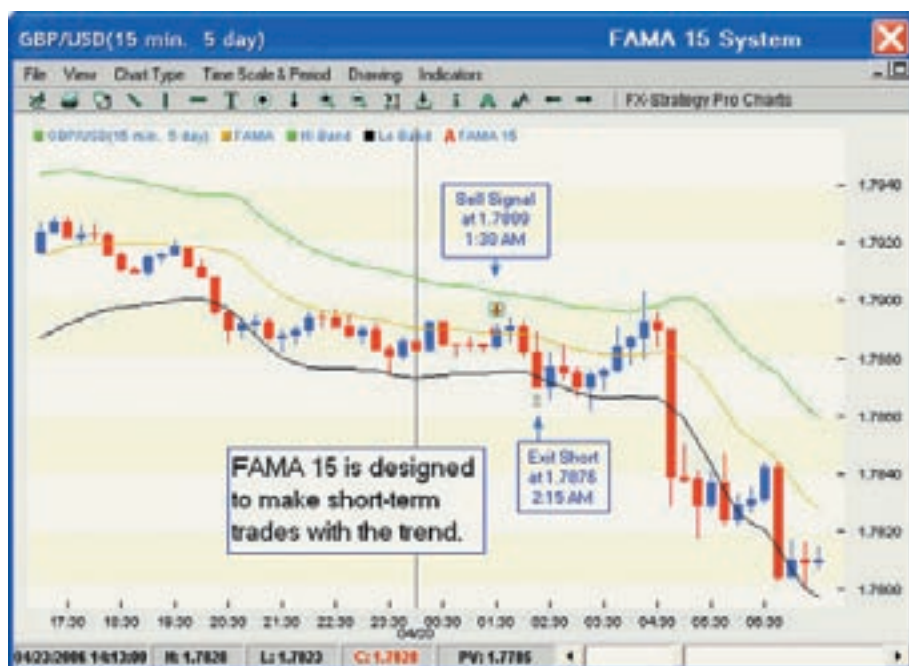 GBP/USD(15 min. 5 day) FAMA 15 System
File View Chart Type Time Scale & Period Drawing Indicators
FX-Strategy Pro Charts
GBP/USD(15 min. 5 day) FAMA Hi Band Lo Band FAMA 15
1.7940
Sell Signal
at 1.7889
1:30 AM
1.7920
1.7900
1.7880
1.7860
Exit Short
at 1.7876
2:15 AM
FAMA 15 is designed
to make short-term
trades with the trend.
1.7840
1.7820
1.7800
17:30 18:30 19:30 20:30 21:30 22:30 23:30 00:30 01:30 02:30 03:30 04:30 05:30 06:30
04/20
H: 1.7828 L: 1.7823 C: 1.7828 PV: 1.7785